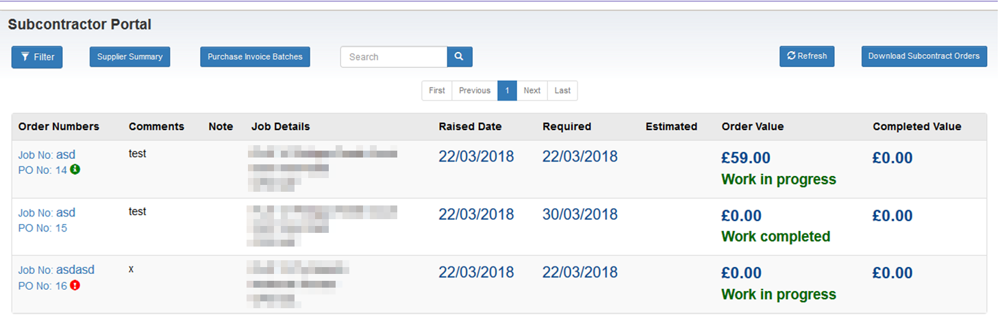 Subcontractor Portal
Filter Supplier Summary Purchase Invoice Batches Search Refresh Download Subcontract Orders
First Previous 1 Next Last
Order Numbers Comments Note Job Details Raised Date Required Estimated Order Value Completed Value
Job No: asd test 22/03/2018 22/03/2018 £59.00 £0.00
PO No: 14 Work in progress
Job No: asd test 22/03/2018 30/03/2018 £0.00 £0.00
PO No: 15 Work completed
Job No: asdasd x 22/03/2018 22/03/2018 £0.00 £0.00
PO No: 16 Work in progress